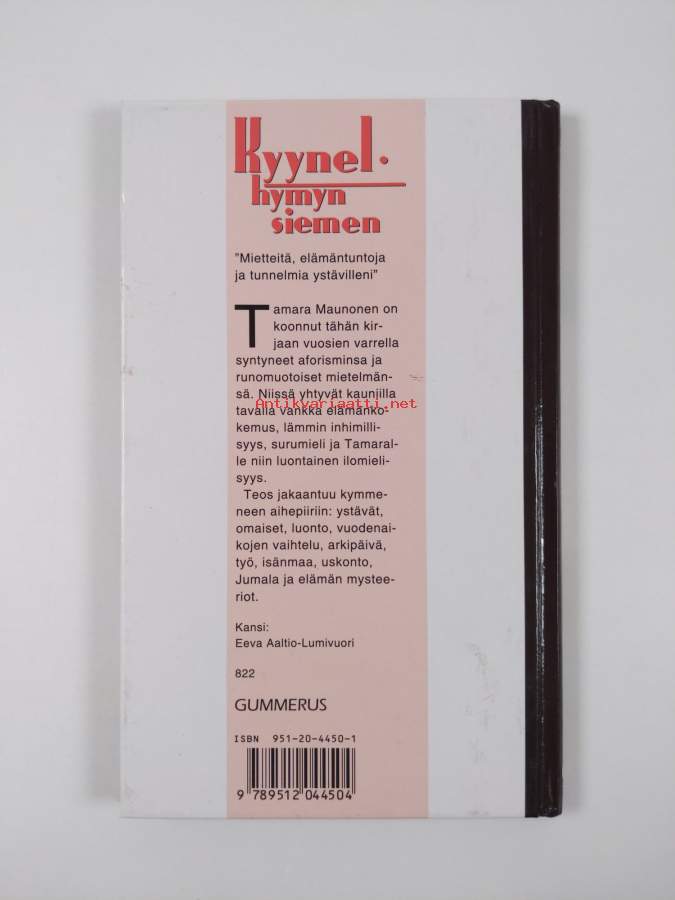 Kyynel •
hymyn
siemen
"Mietteitä, elämäntuntoja
ja tunnelmia ystävilleni"
Tamara Maunonen on
koonnut tähän kir-
jaan vuosien varrella
syntyneet aforisminsa ja
runomuotoiset mietelmän-
sä. Niissä yhtyvät kauniilla
Antikvariaatti.net
tavalla vankka elämänko-
kemus, lämmin inhimilli-
syys, surumieli ja Tamaral-
le niin luontainen ilomieli-
syys.
Teos jakaantuu kymme-
neen aihepiiriin: ystävät,
omaiset, luonto, vuodenai-
kojen vaihtelu, arkipäivä,
työ, isänmaa, uskonto,
Jumala ja elämän mystee-
riot.
Kansi:
Eeva Aaltio-Lumivuori
822
GUMMERUS
ISBN 951-20-4450-1
9 789512 044504